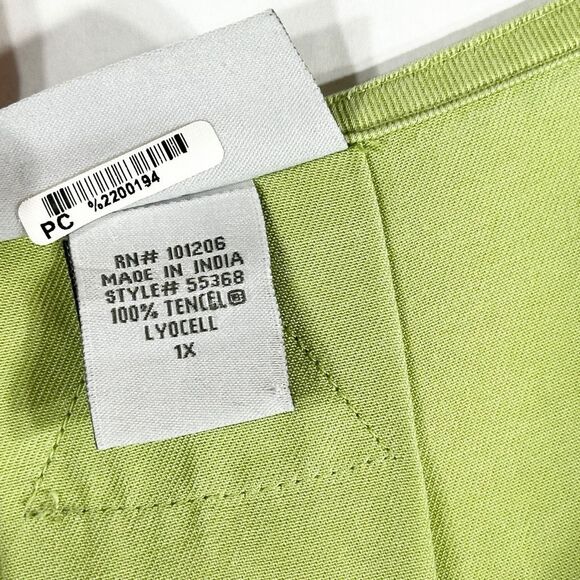 PC %2200194
RN# 101206
MADE IN INDIA
STYLE# 55368
100% TENCEL®
LYOCELL
1X